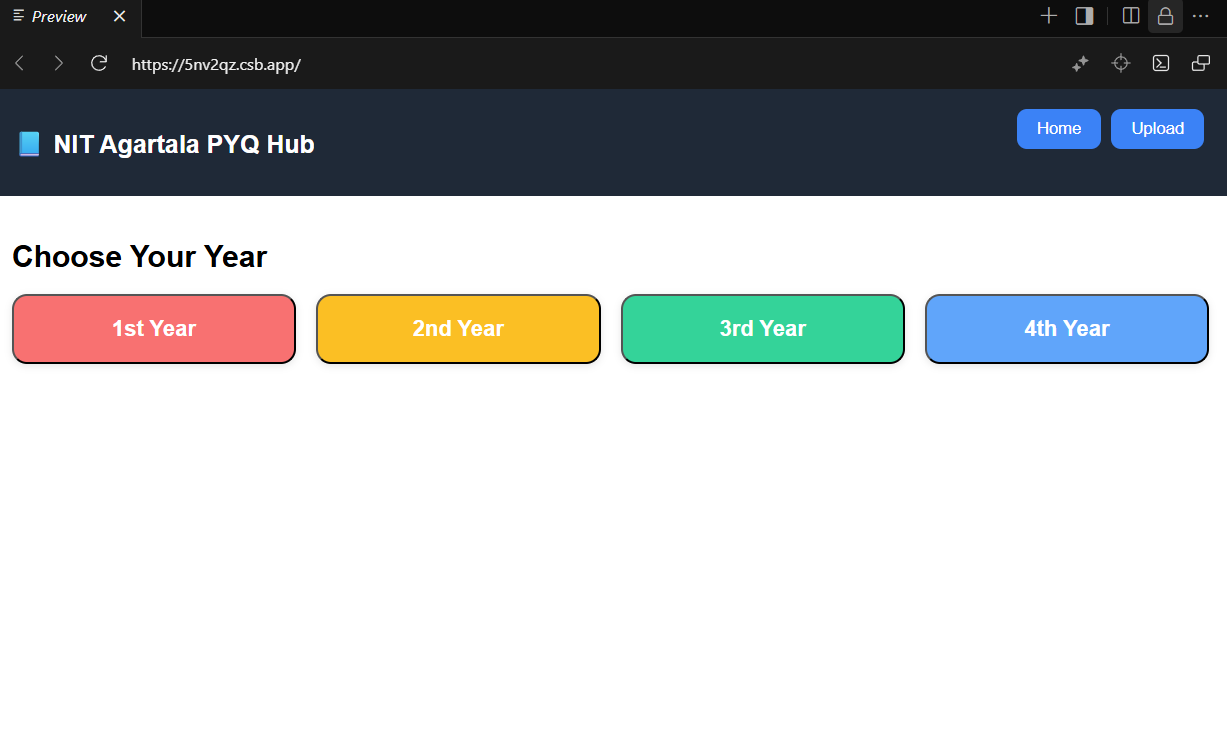 Preview
https://5nv2qz.csb.app/
NIT Agartala PYQ Hub
Home
Upload
Choose Your Year
1st Year
2nd Year
3rd Year
4th Year